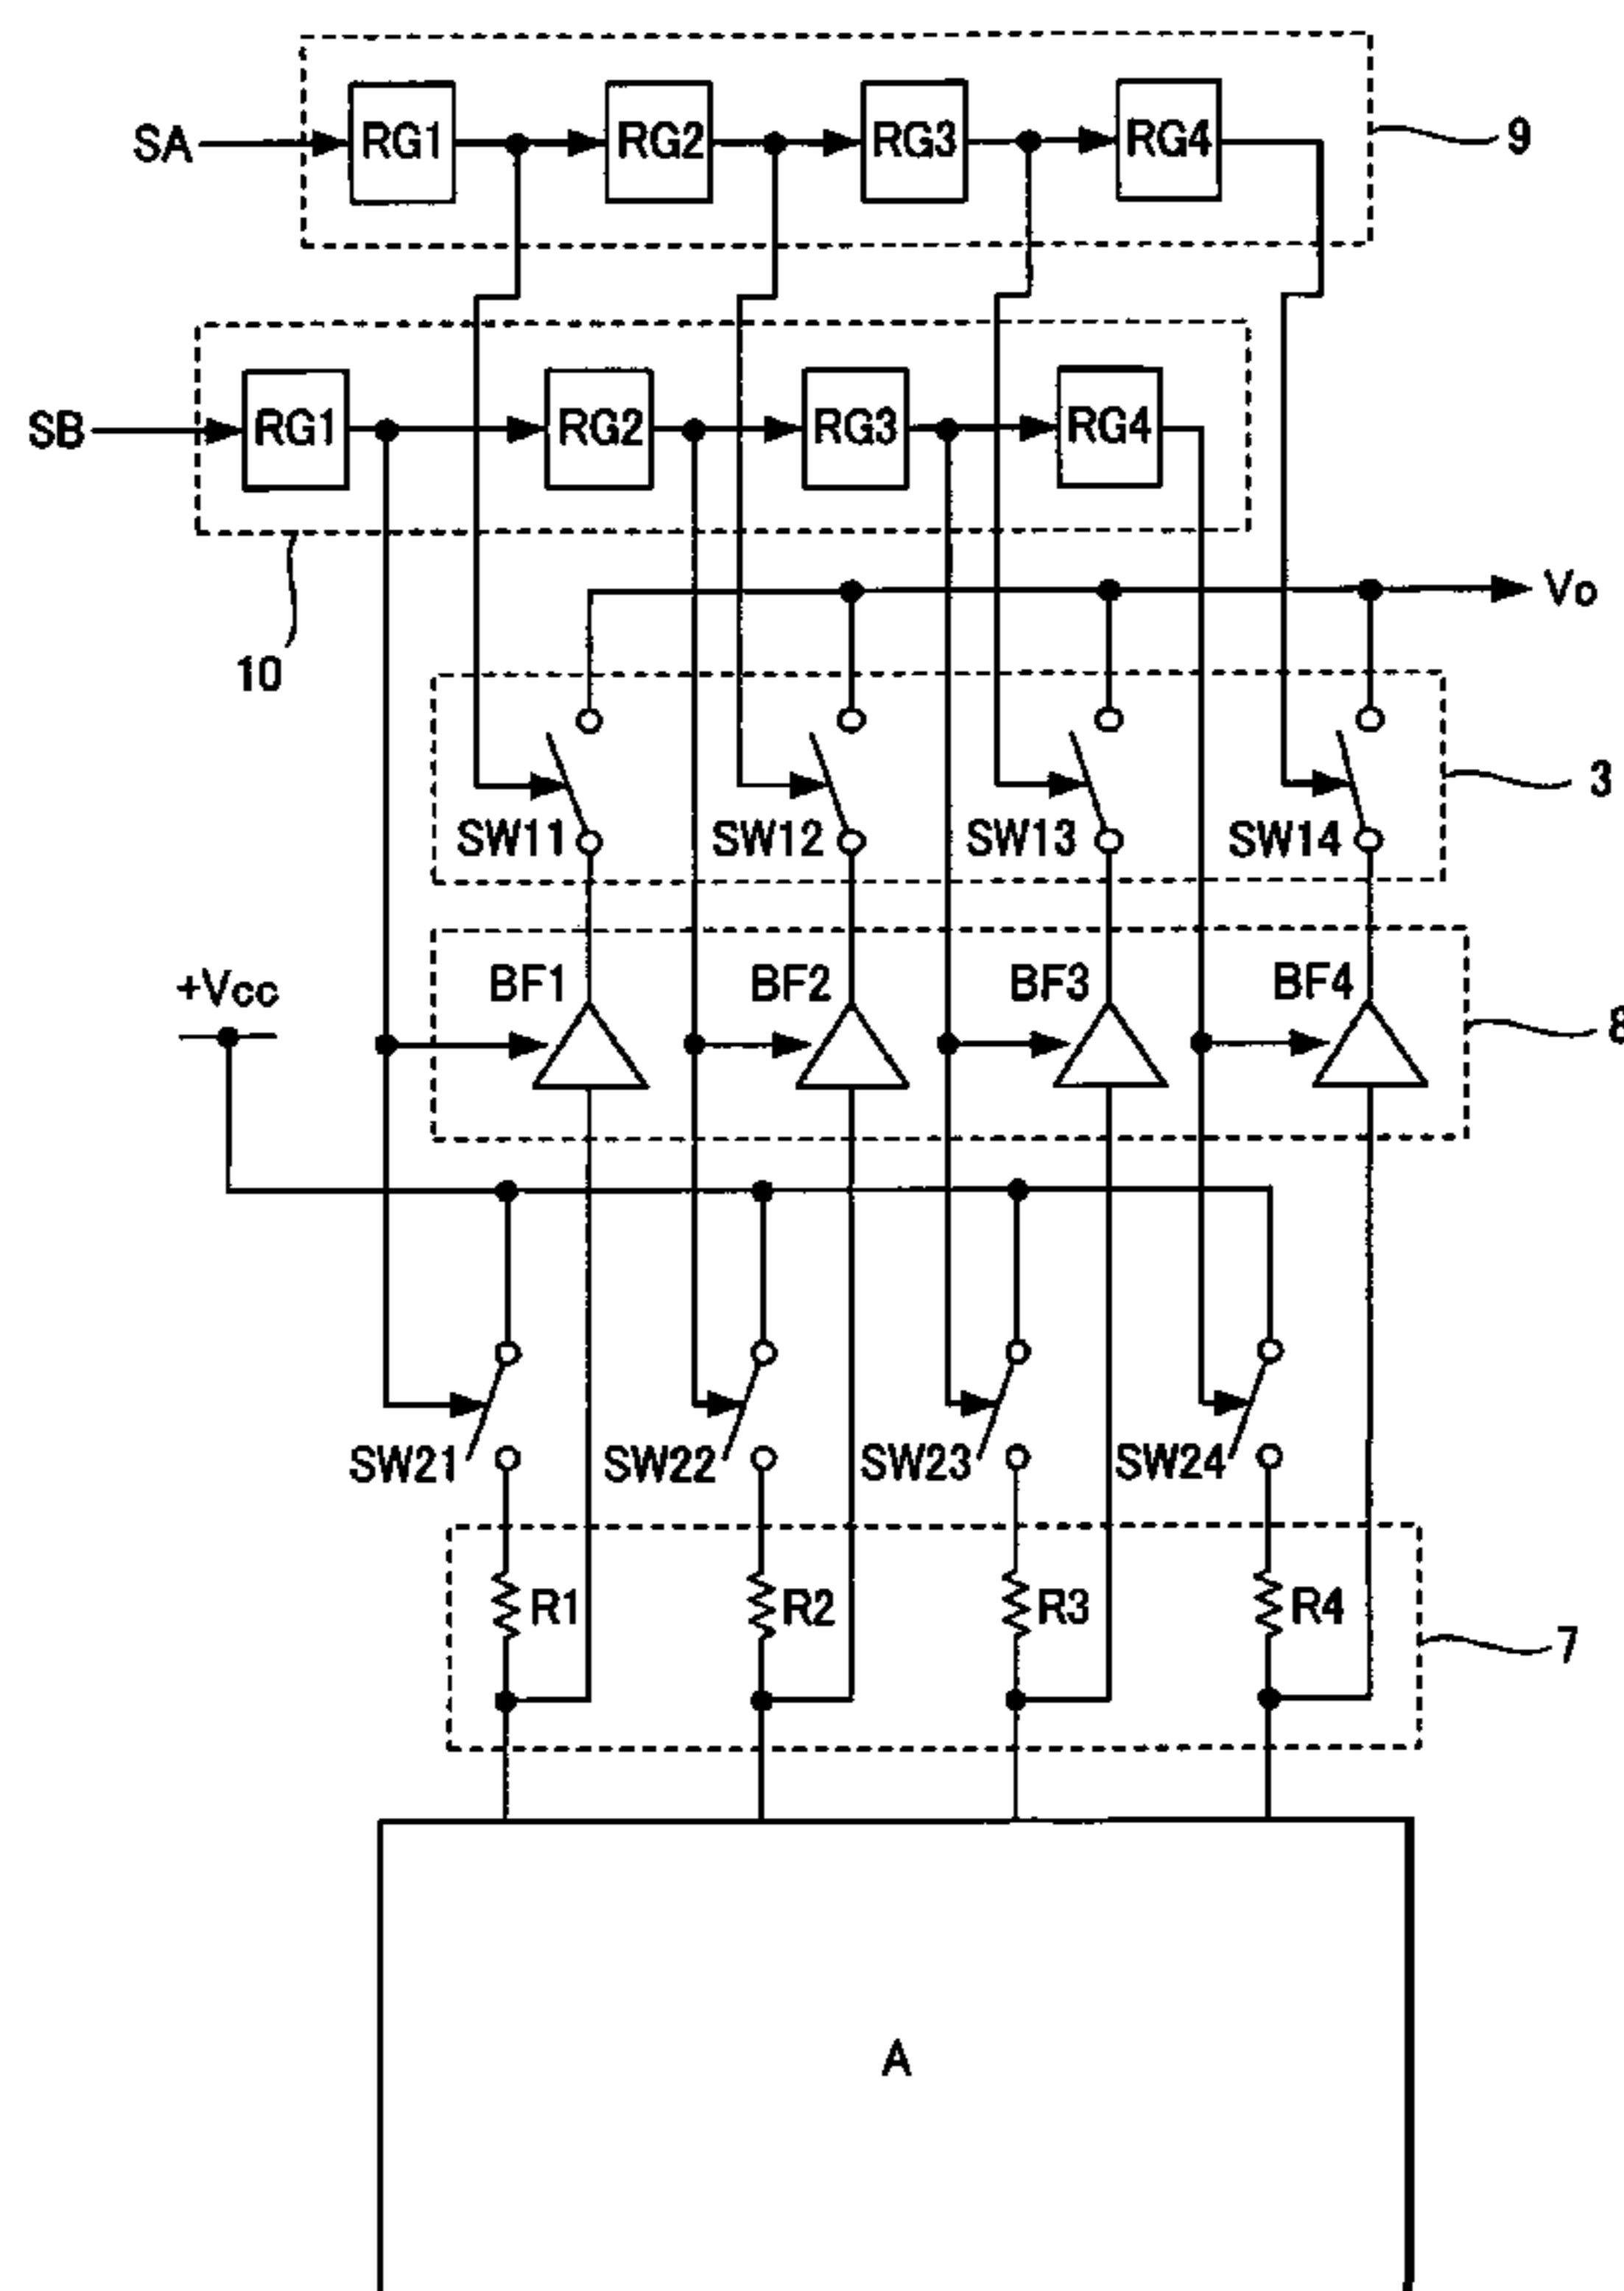 SA RG1 RG2 RG3 RG4 9
SB RG1 RG2 RG3 RG4
Vo
10
3
SW11 SW12 SW13 SW14
+Vcc BF1 BF2 BF3 BF4
8
SW21 SW22 SW23 SW24
R1 R2 R3 R4
7
A